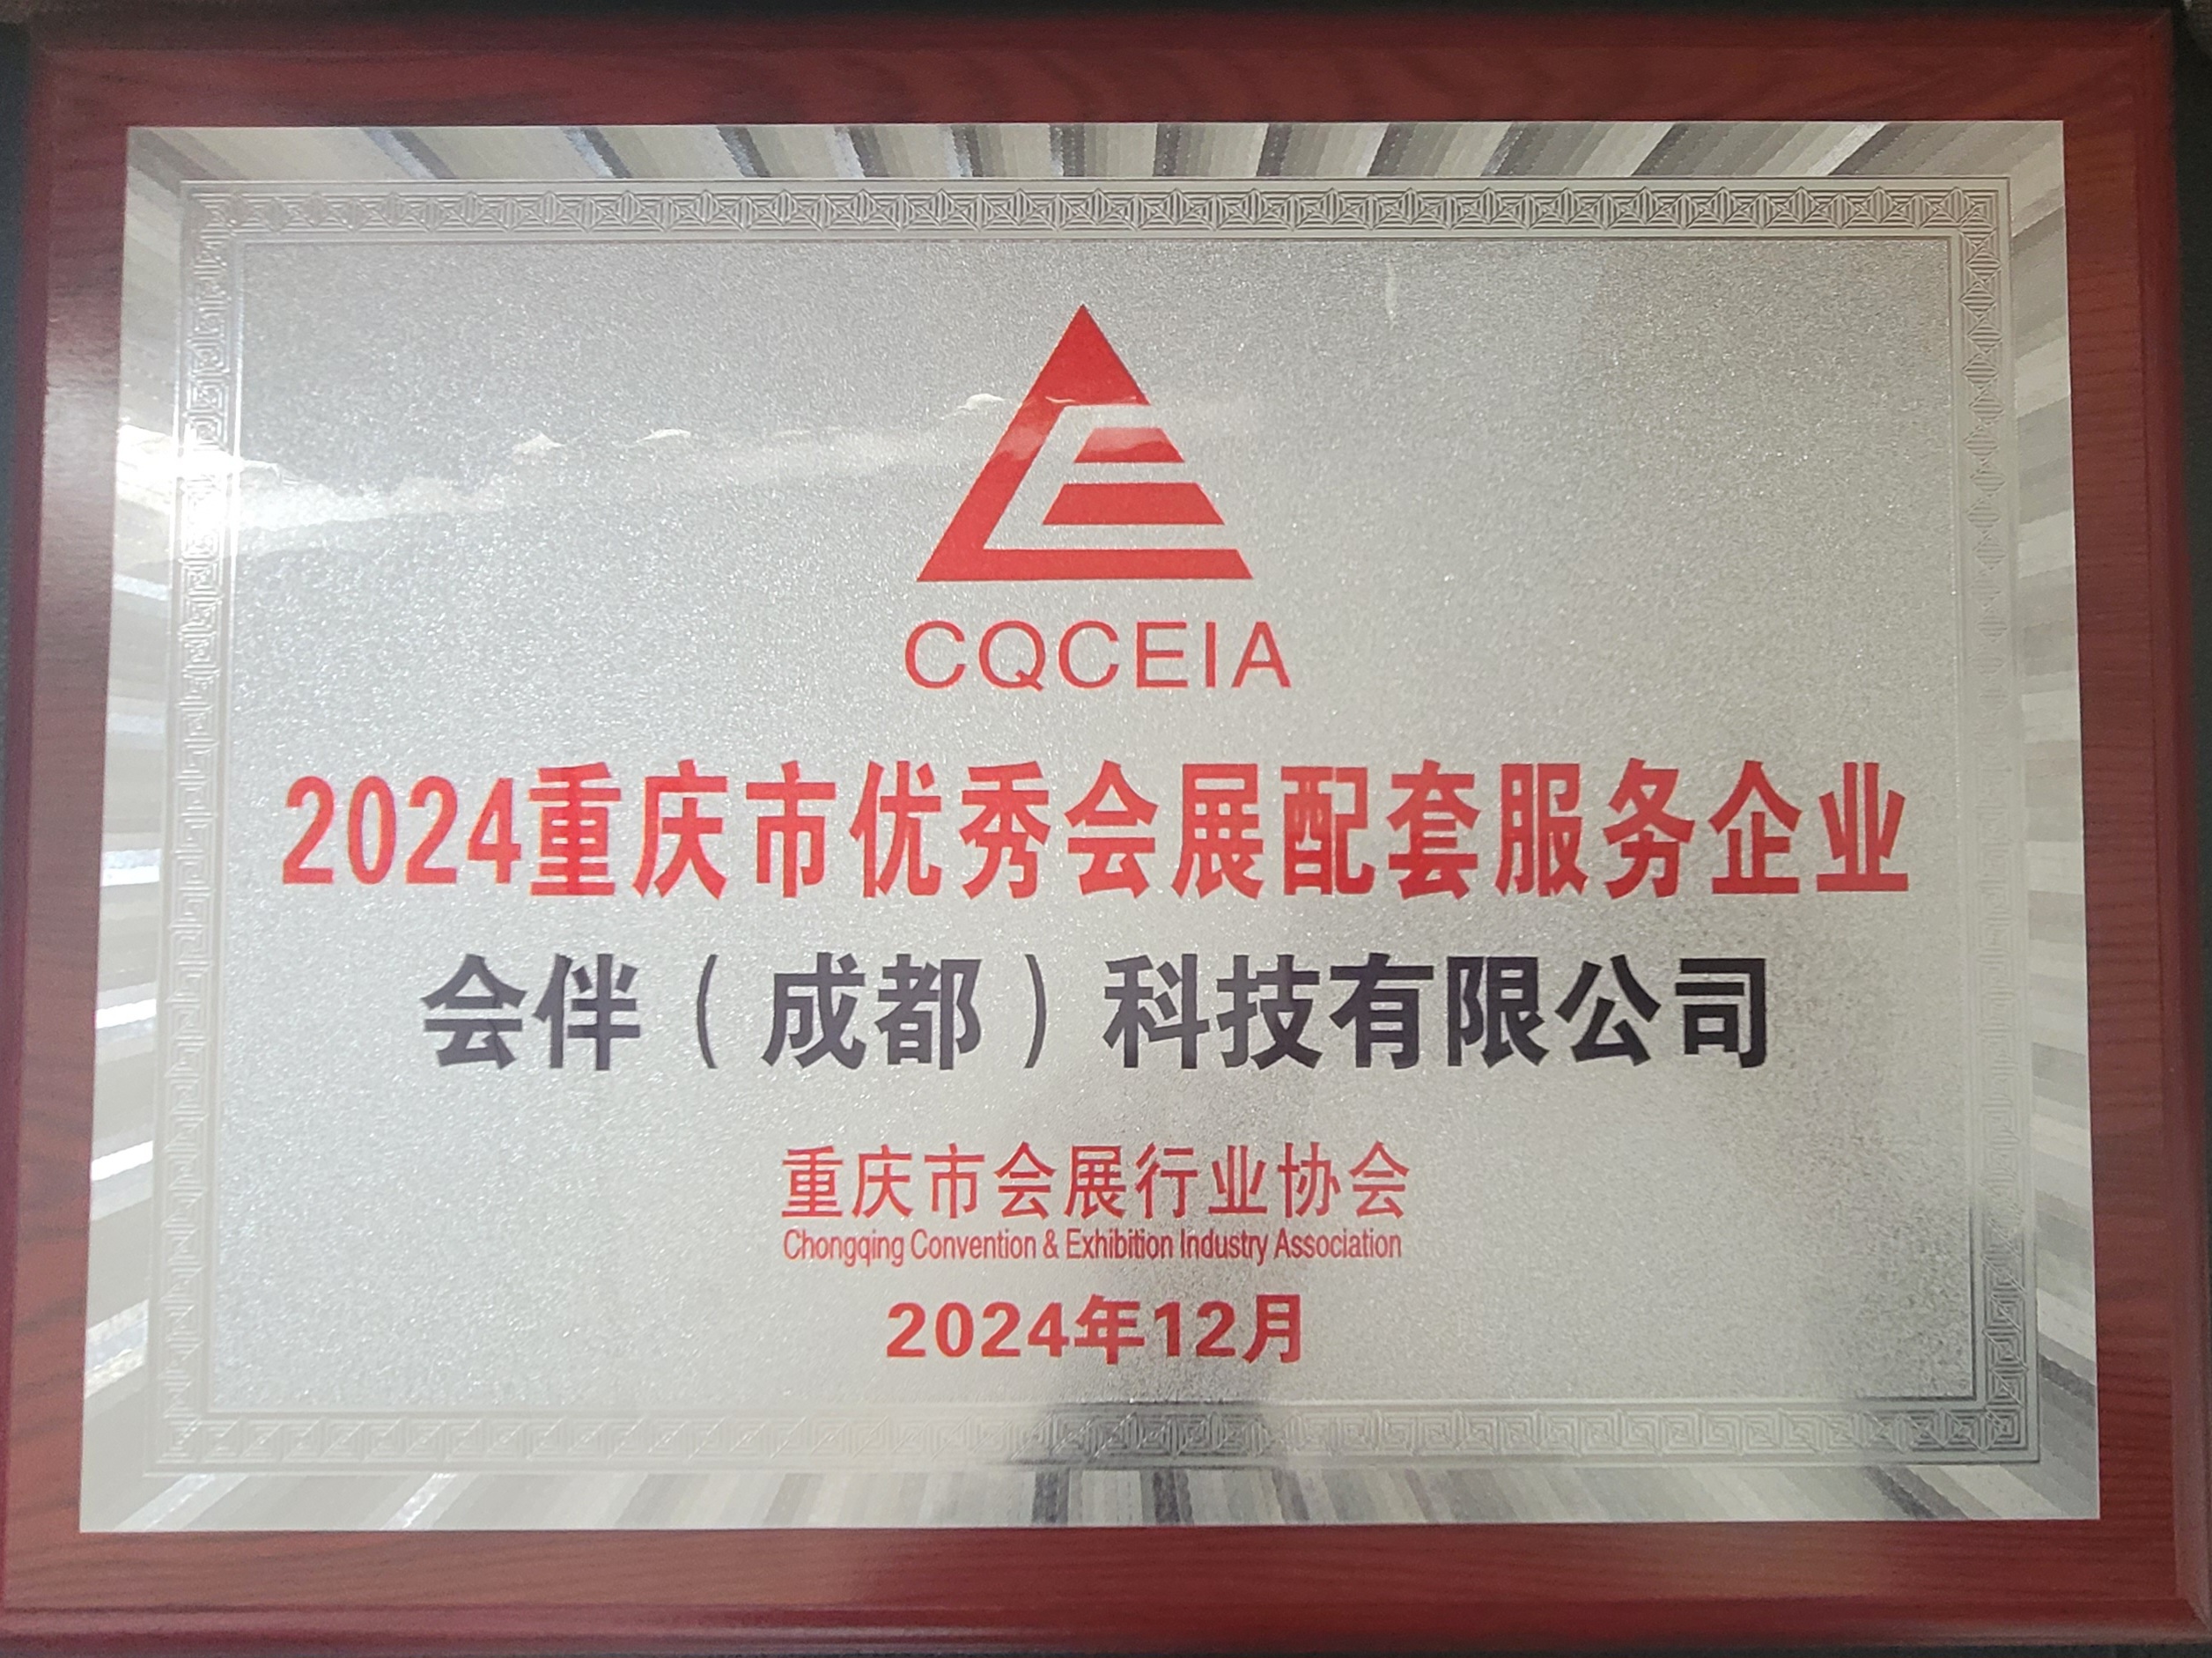 CQCEIA
2024重庆市优秀会展配套服务企业
会伴（成都）科技有限公司
重庆市会展行业协会
Chongqing Convention & Exhibition Industry Association
2024年12月